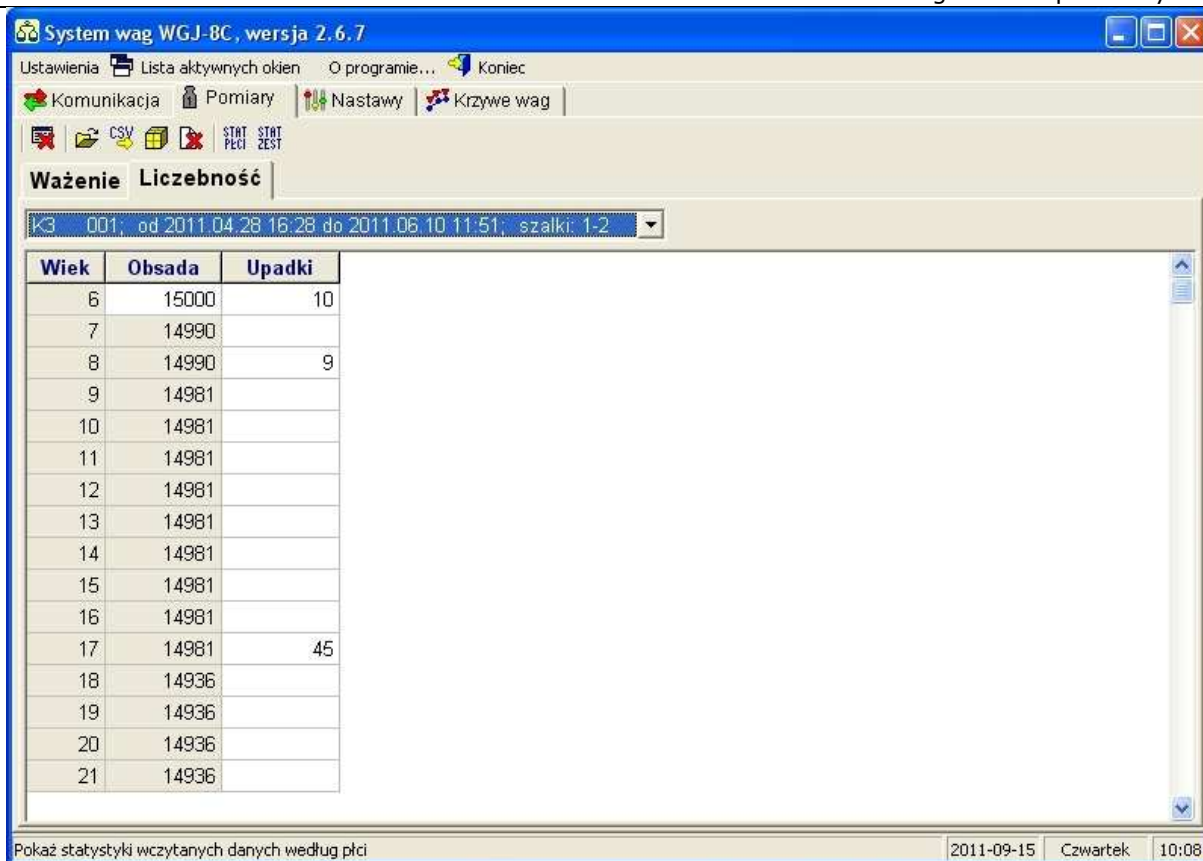 System wag WGJ-8C, wersja 2.6.7
Ustawienia Lista aktywnych okien O programie... Koniec
Komunikacja Pomiary Nastawy Krzywe wag
CSV STAT PŁCI STAT ZEST
Ważenie Liczebność
K3 001; od 2011.04.28 16:28 do 2011.06.10 11:51; szalki: 1-2
Wiek Obsada Upadki
6 15000 10
7 14990
8 14990 9
9 14981
10 14981
11 14981
12 14981
13 14981
14 14981
15 14981
16 14981
17 14981 45
18 14936
19 14936
20 14936
21 14936
Pokaż statystyki wczytanych danych według płci 2011-09-15 Czwartek 10:08